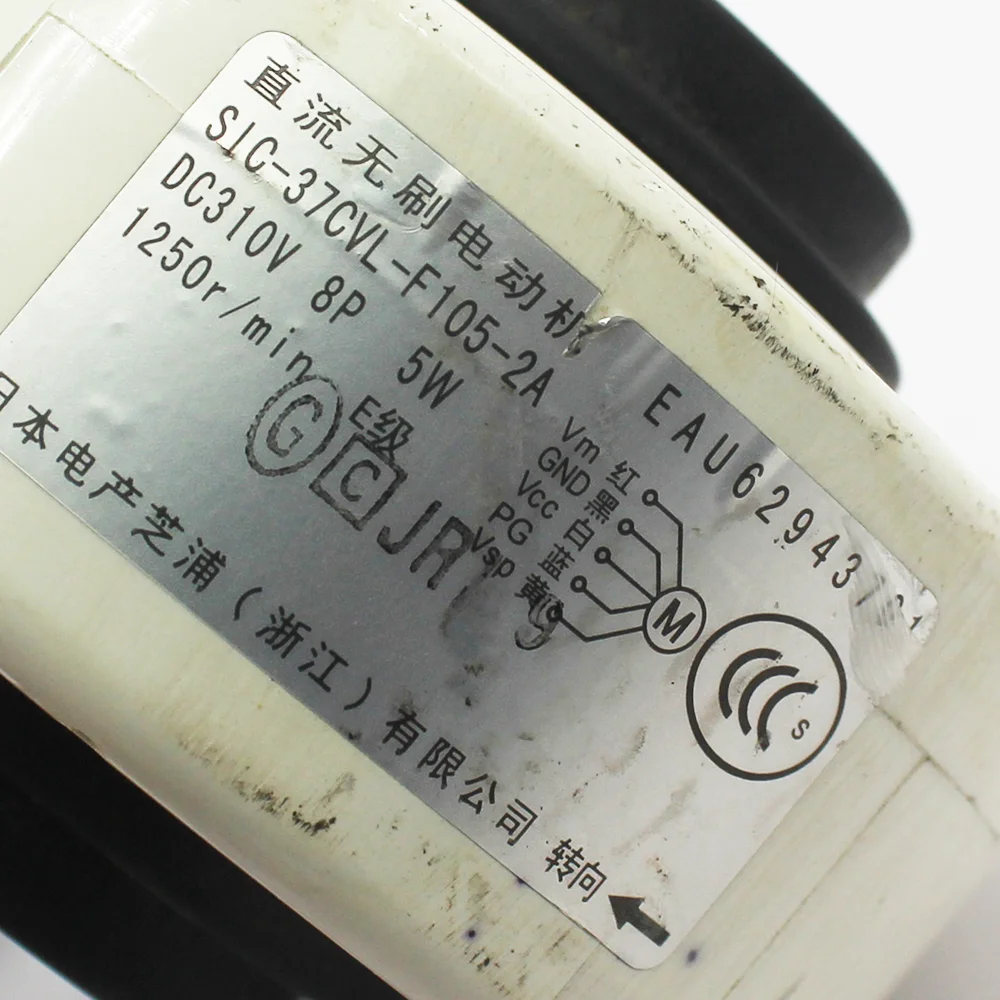 直流无刷电动机
SIC-37CVL-F105-2A
DC310V 8P 5W
1250r/min E级
G C JR
日本电产芝浦(浙江)有限公司
EAU62943
Vm 红
GND 黑
Vcc 白
PG 蓝
Vsp 黄
M
S
转向